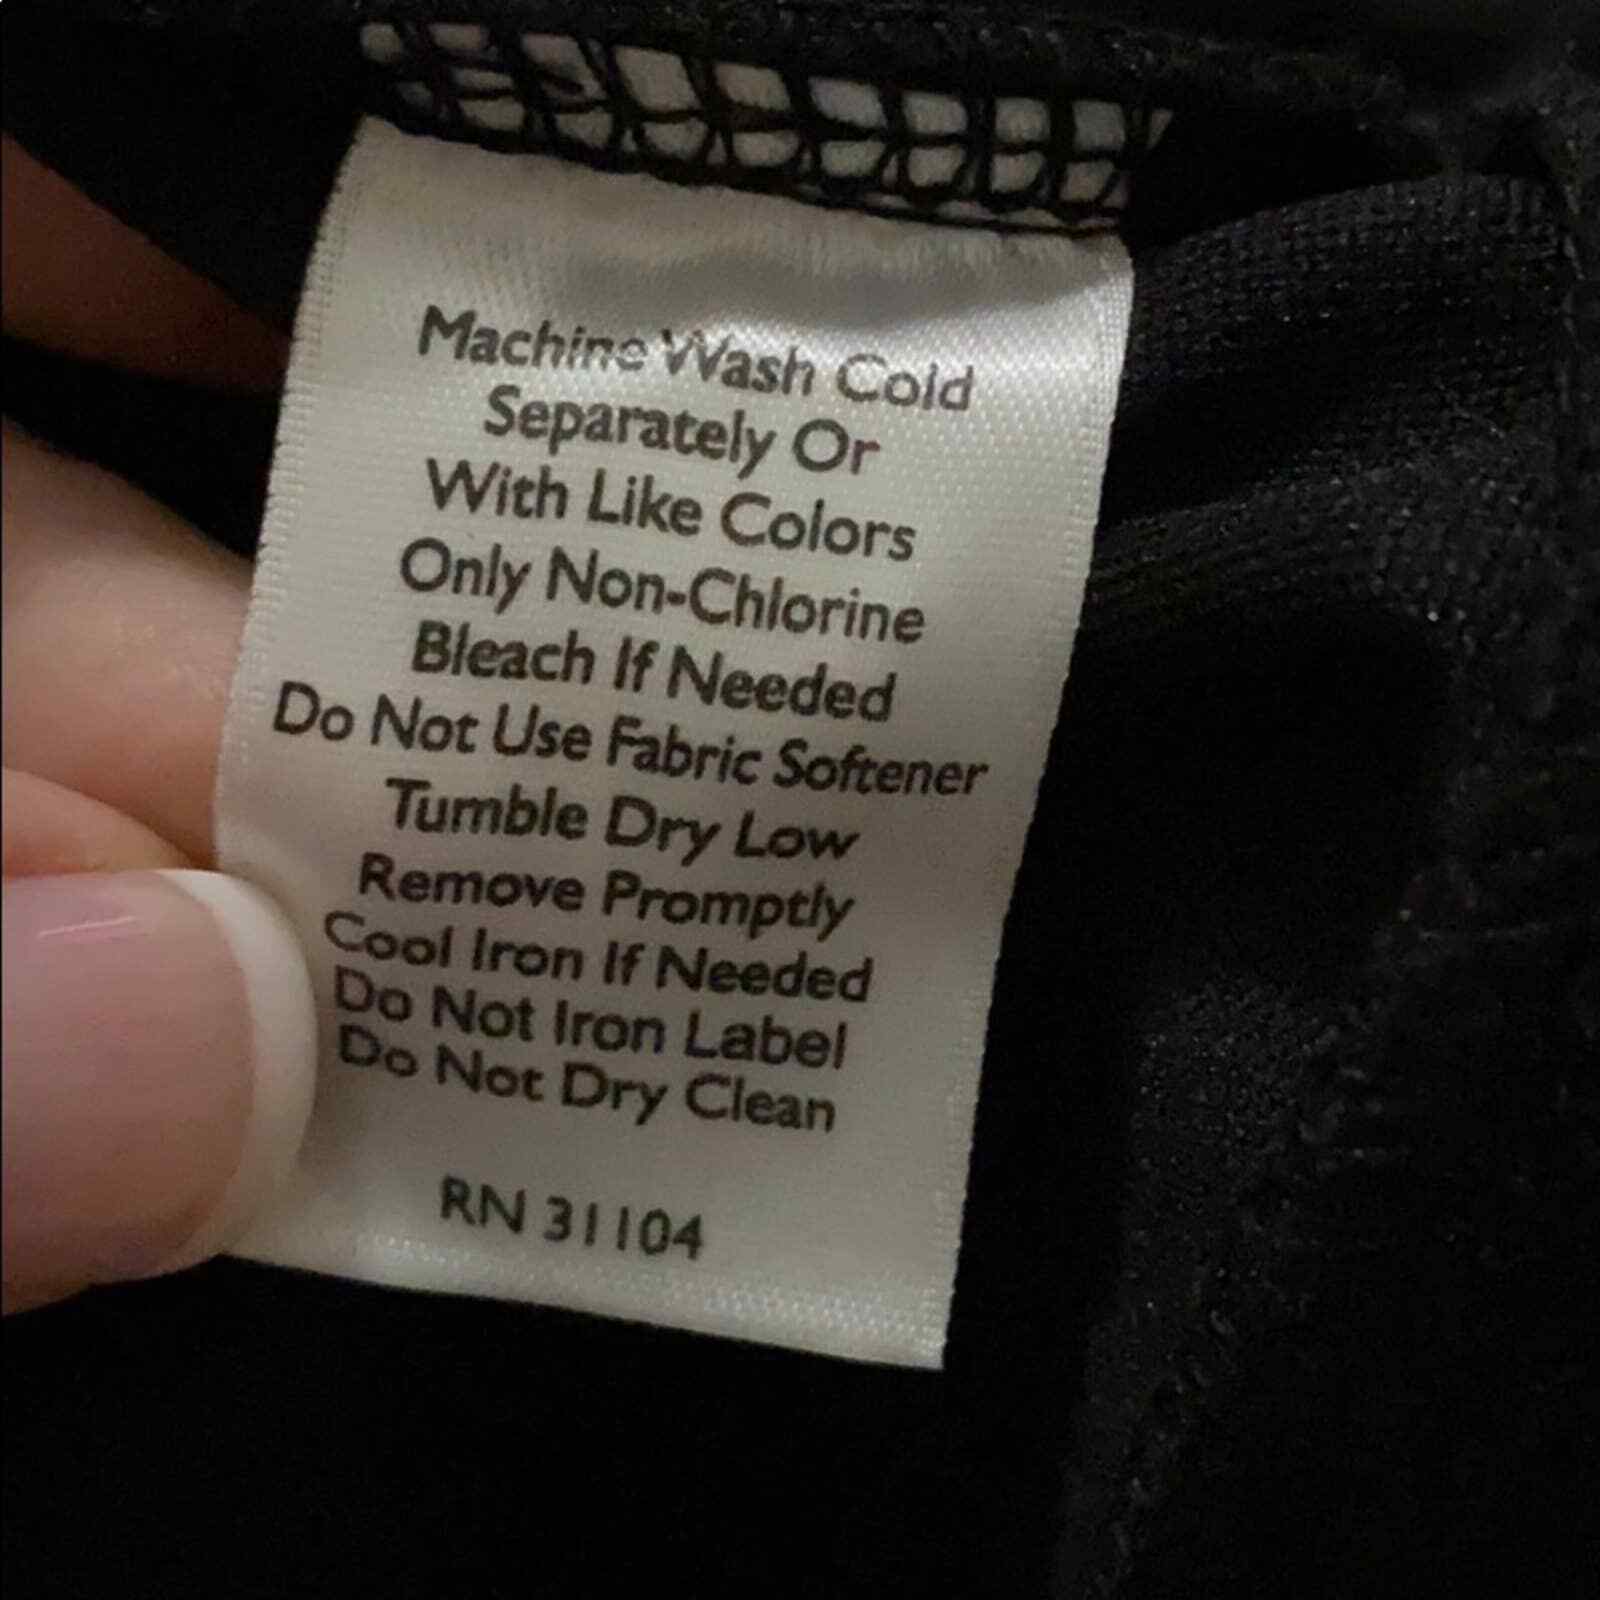 Machine Wash Cold
Separately Or
With Like Colors
Only Non-Chlorine
Bleach If Needed
Do Not Use Fabric Softener
Tumble Dry Low
Remove Promptly
Cool Iron If Needed
Do Not Iron Label
Do Not Dry Clean
RN 31104